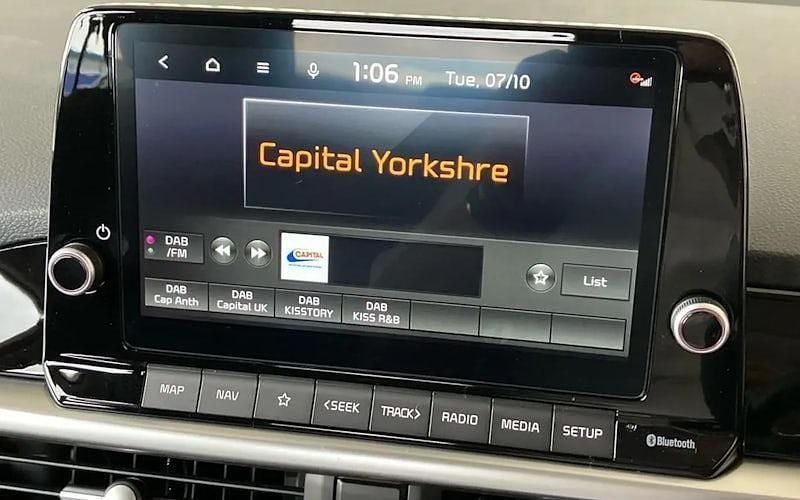 1:06 PM Tue, 07/10
Capital Yorkshre
DAB
/FM
CAPITAL
List
DAB
Cap Anth
DAB
Capital UK
DAB
KISSTORY
DAB
KISS R&B
MAP NAV <SEEK TRACK> RADIO MEDIA SETUP
Bluetooth